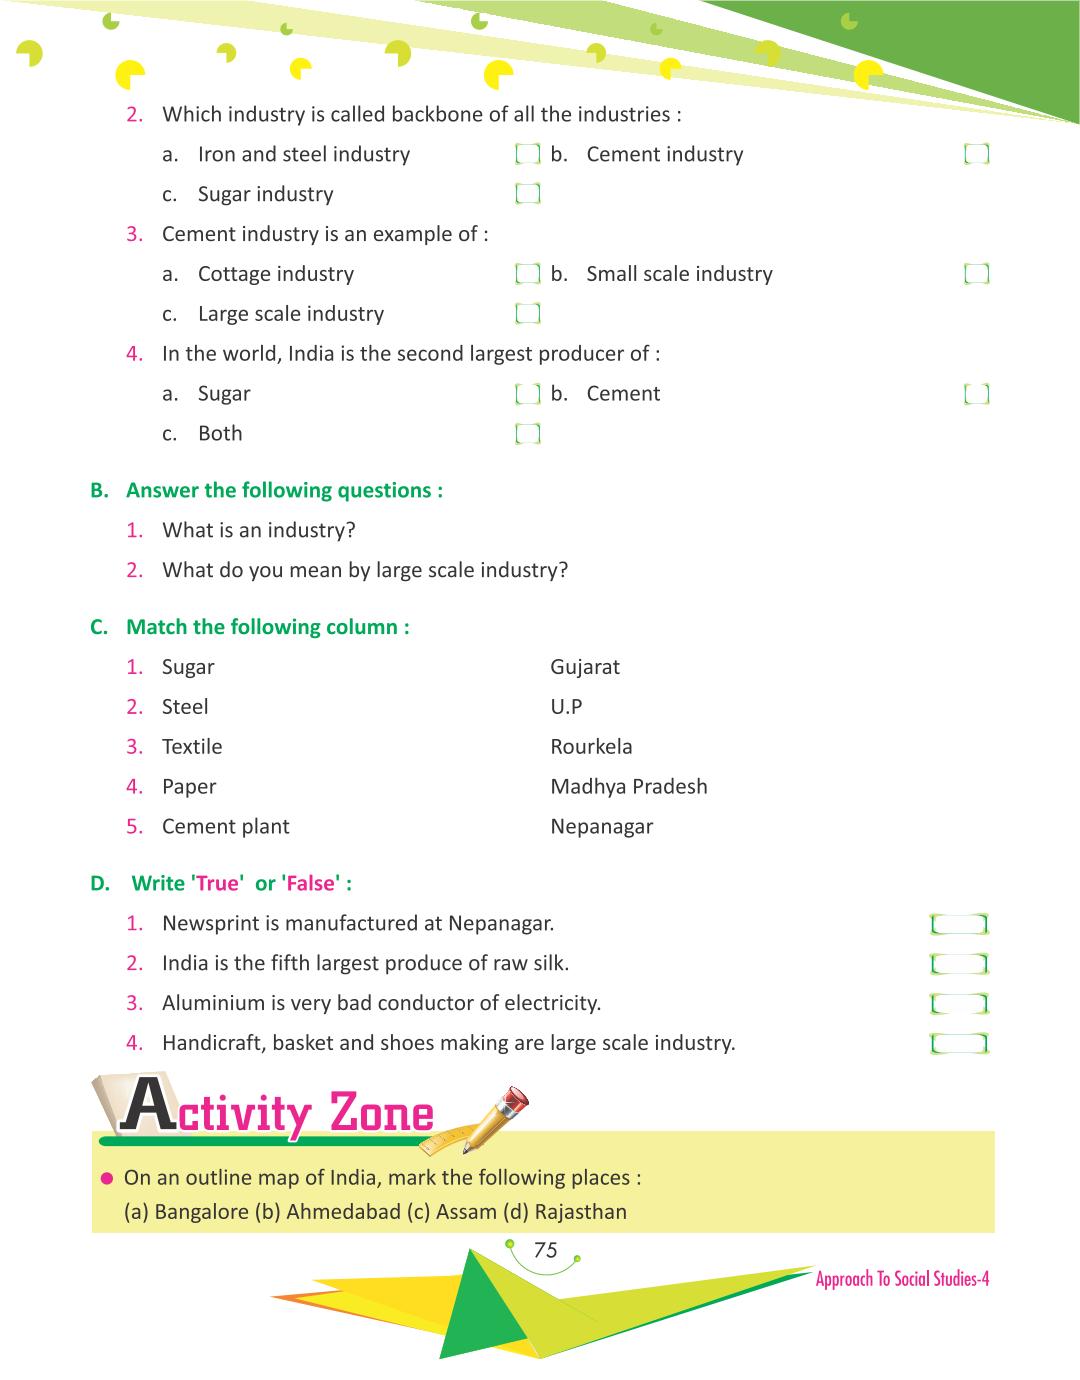 2. Which industry is called backbone of all the industries :
a. Iron and steel industry b. Cement industry
c. Sugar industry
3. Cement industry is an example of :
a. Cottage industry b. Small scale industry
c. Large scale industry
4. In the world, India is the second largest producer of :
a. Sugar b. Cement
c. Both
B. Answer the following questions :
1. What is an industry?
2. What do you mean by large scale industry?
C. Match the following column :
1. Sugar Gujarat
2. Steel U.P
3. Textile Rourkela
4. Paper Madhya Pradesh
5. Cement plant Nepanagar
D. Write 'True' or 'False' :
1. Newsprint is manufactured at Nepanagar.
2. India is the fifth largest produce of raw silk.
3. Aluminium is very bad conductor of electricity.
4. Handicraft, basket and shoes making are large scale industry.
Activity Zone
On an outline map of India, mark the following places :
(a) Bangalore (b) Ahmedabad (c) Assam (d) Rajasthan
75
Approach To Social Studies-4